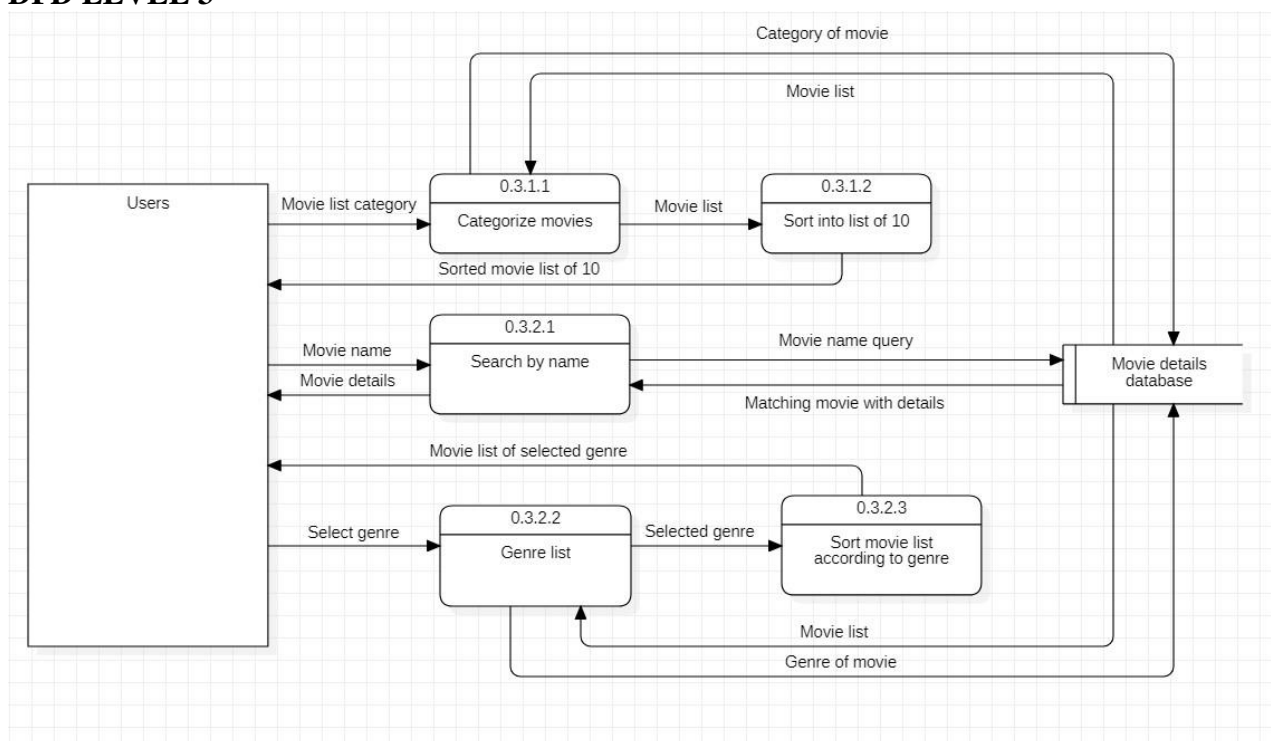 DFD LEVEL 3
Category of movie
Movie list
Users
Movie list category
0.3.1.1
Categorize movies
Movie list
0.3.1.2
Sort into list of 10
Sorted movie list of 10
0.3.2.1
Search by name
Movie name
Movie details
Movie name query
Matching movie with details
Movie details
database
Movie list of selected genre
Select genre
0.3.2.2
Genre list
Selected genre
0.3.2.3
Sort movie list
according to genre
Movie list
Genre of movie